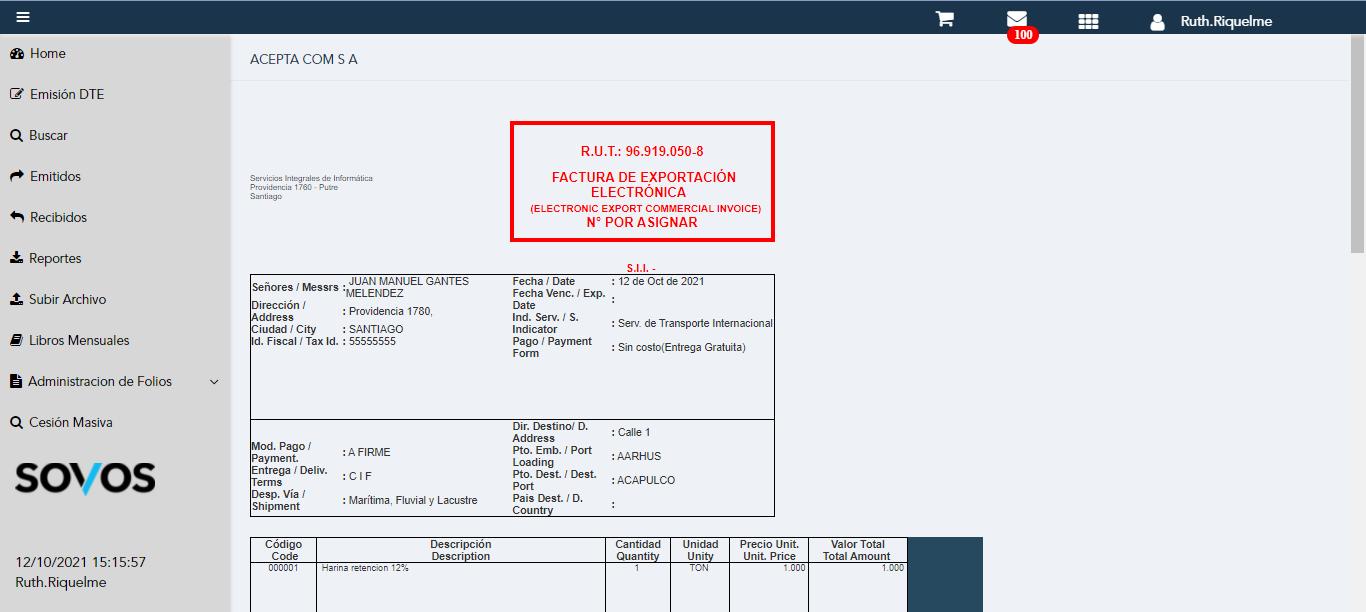 Ruth.Riquelme
100
Home
Emisión DTE
Buscar
Emitidos
Recibidos
Reportes
Subir Archivo
Libros Mensuales
Administracion de Folios
Cesión Masiva
SOVOS
12/10/2021 15:15:57
Ruth.Riquelme
ACEPTA COM S A
Servicios Integrales de Informática
Providencia 1760 - Putre
Santiago
R.U.T.: 96.919.050-8
FACTURA DE EXPORTACIÓN
ELECTRÓNICA
(ELECTRONIC EXPORT COMMERCIAL INVOICE)
N° POR ASIGNAR
S.I.I. -
Señores / Messrs : JUAN MANUEL GANTES
MELENDEZ
Dirección /
Address : Providencia 1780,
Ciudad / City : SANTIAGO
Id. Fiscal / Tax Id. : 55555555
Fecha / Date : 12 de Oct de 2021
Fecha Venc. / Exp.
Date :
Ind. Serv. / S.
Indicator : Serv. de Transporte Internacional
Pago / Payment
Form : Sin costo(Entrega Gratuita)
Mod. Pago /
Payment. : A FIRME
Entrega / Deliv.
Terms : C I F
Desp. Vía /
Shipment : Marítima, Fluvial y Lacustre
Dir. Destino/ D.
Address : Calle 1
Pto. Emb. / Port
Loading : AARHUS
Pto. Dest. / Dest.
Port : ACAPULCO
Pais Dest. / D.
Country :
Código Descripción Cantidad Unidad Precio Unit. Valor Total
Code Description Quantity Unity Unit. Price Total Amount
000001 Harina retencion 12% 1 TON 1.000 1.000